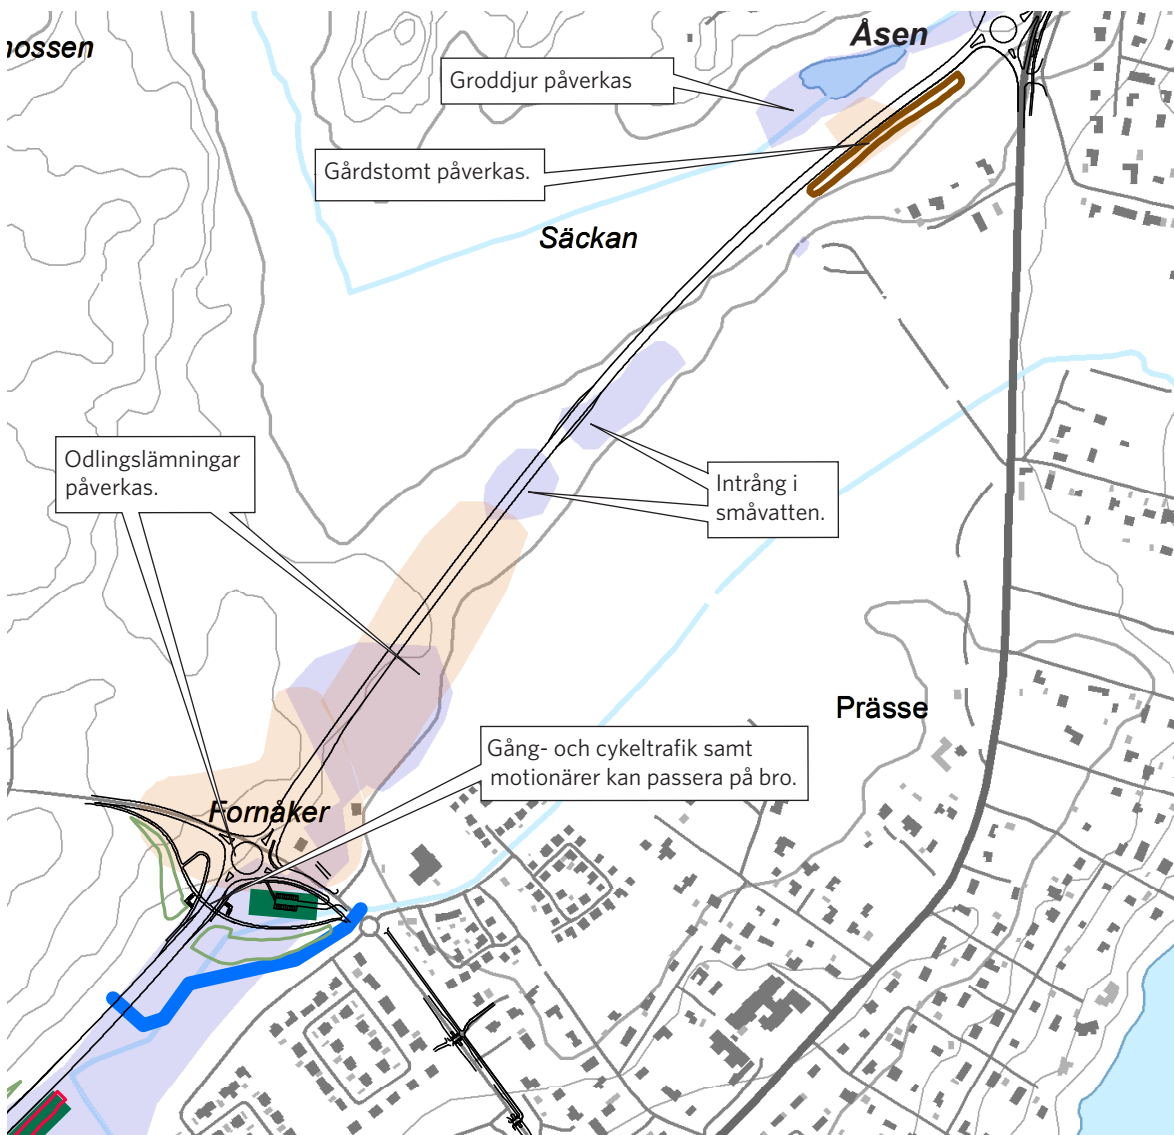 Åsen
Groddjur påverkas
Gårdstomt påverkas.
Säckan
Odlingslämningar
påverkas.
Intrång i
småvatten.
Prässe
Gång- och cykeltrafik samt
motionärer kan passera på bro.
Fornåker